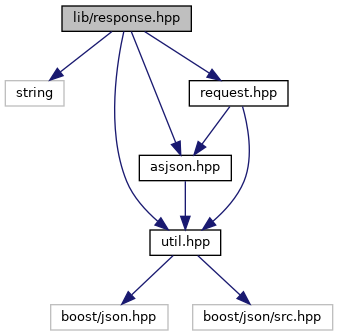 lib/response.hpp
string
request.hpp
asjson.hpp
util.hpp
boost/json.hpp
boost/json/src.hpp